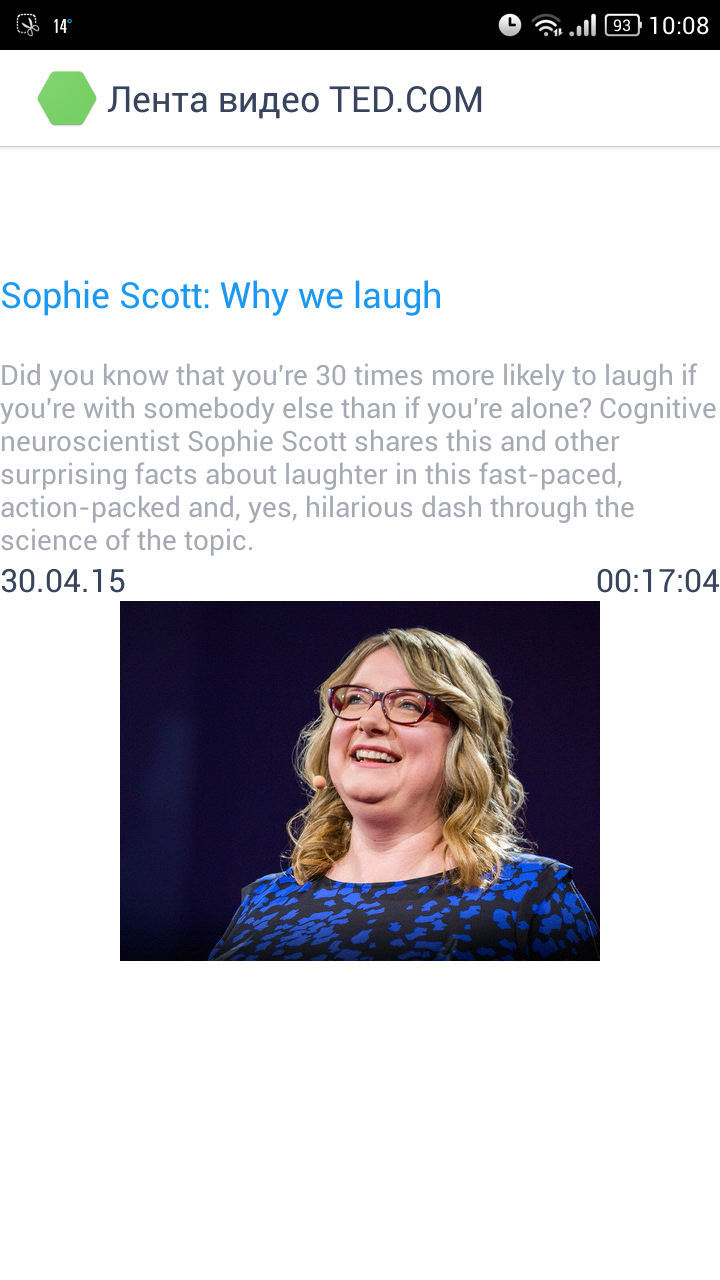 14°
93
10:08
Лента видео TED.COM
Sophie Scott: Why we laugh
Did you know that you're 30 times more likely to laugh if
you're with somebody else than if you're alone? Cognitive
neuroscientist Sophie Scott shares this and other
surprising facts about laughter in this fast-paced,
action-packed and, yes, hilarious dash through the
science of the topic.
30.04.15
00:17:04